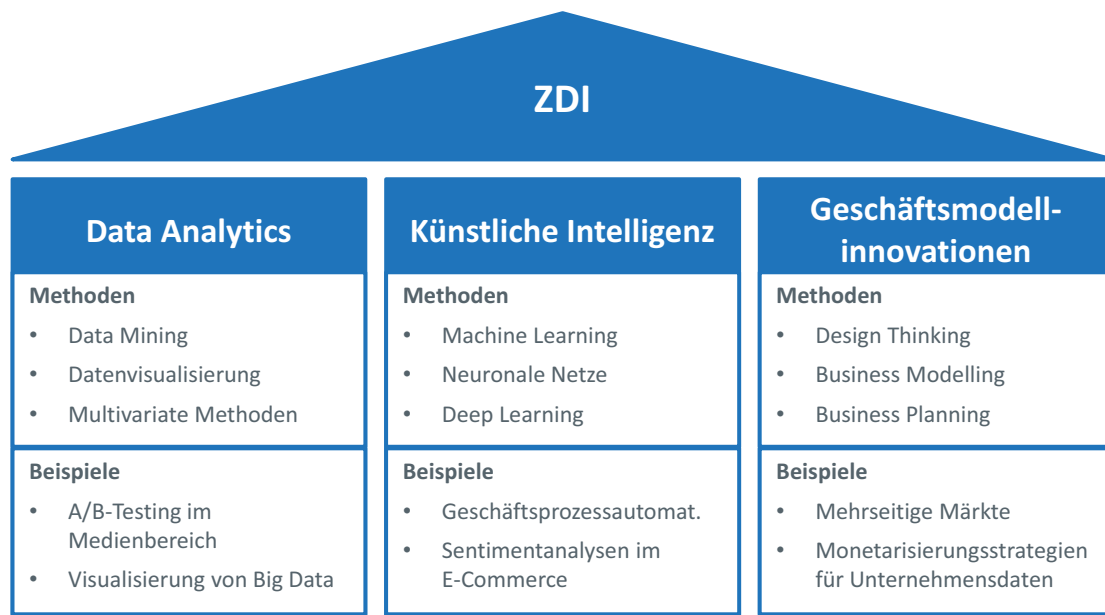 ZDI
Data Analytics
Methoden
• Data Mining
• Datenvisualisierung
• Multivariate Methoden
Beispiele
• A/B-Testing im
Medienbereich
• Visualisierung von Big Data
Künstliche Intelligenz
Methoden
• Machine Learning
• Neuronale Netze
• Deep Learning
Beispiele
• Geschäftsprozessautomat.
• Sentimentanalysen im
E-Commerce
Geschäftsmodell-
innovationen
Methoden
• Design Thinking
• Business Modelling
• Business Planning
Beispiele
• Mehrseitige Märkte
• Monetarisierungsstrategien
für Unternehmensdaten